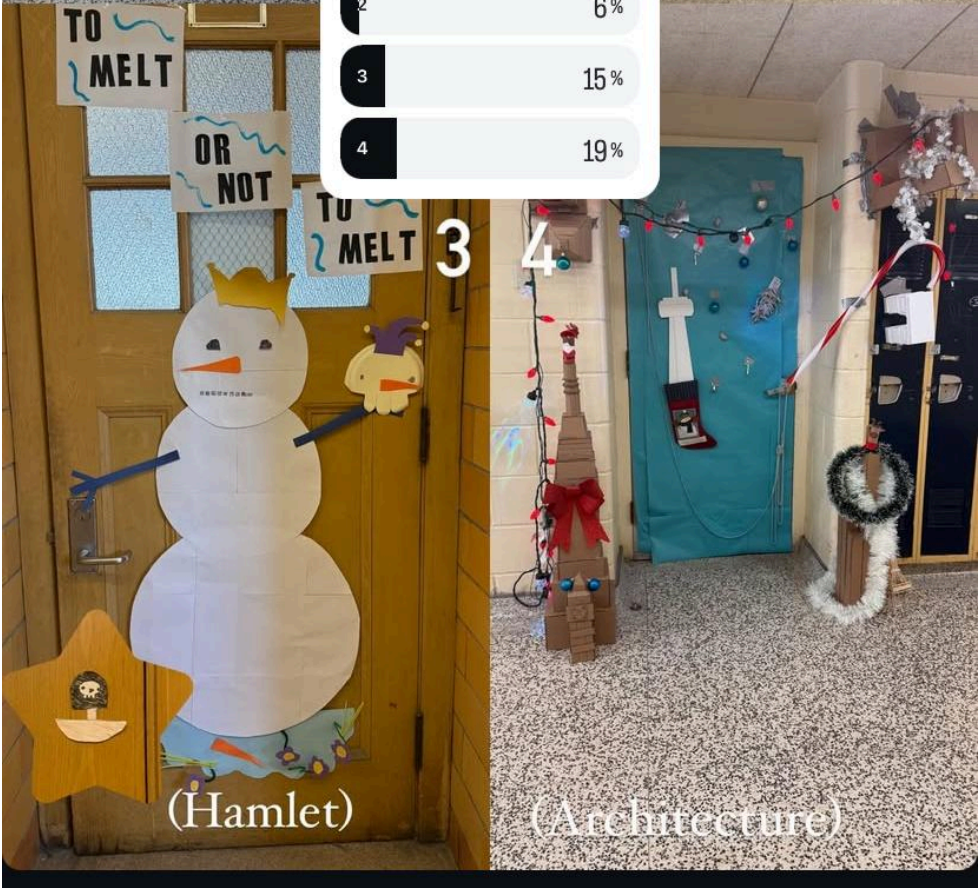 2 6%
3 15%
4 19%
TO
MELT
OR
NOT
TO
MELT
3
4
(Hamlet)
(Architecture)